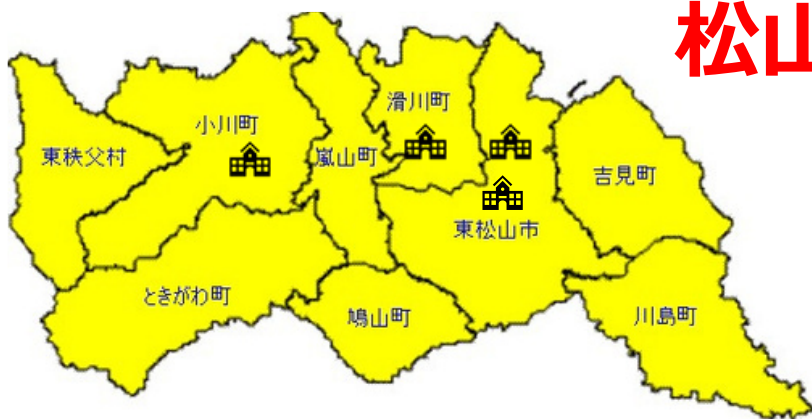 松山
小川町
滑川町
東秩父村
嵐山町
吉見町
東松山市
ときがわ町
鳩山町
川島町